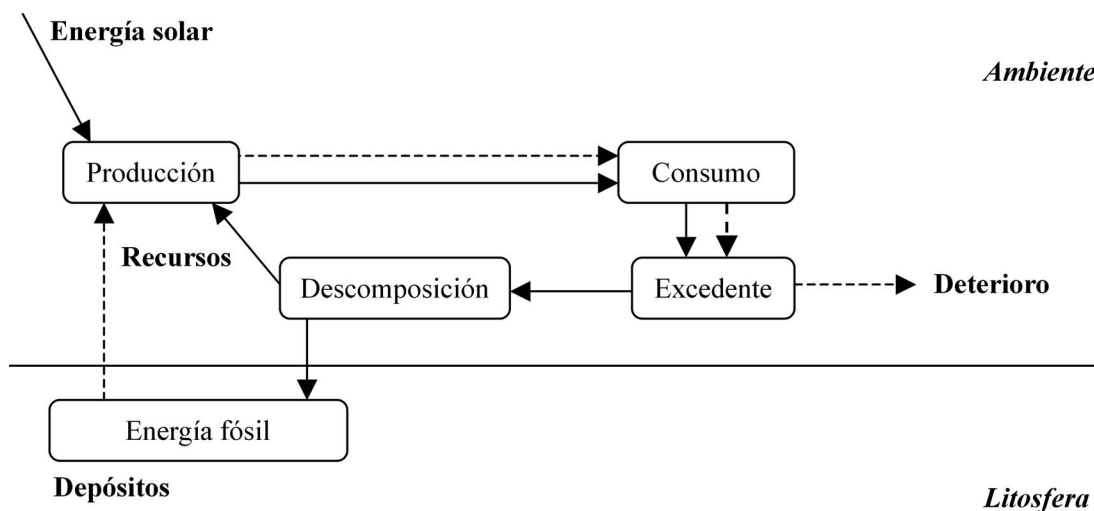 Energía solar
Ambiente
Producción
Consumo
Recursos
Descomposición
Excedente
Deterioro
Energía fósil
Depósitos
Litosfera